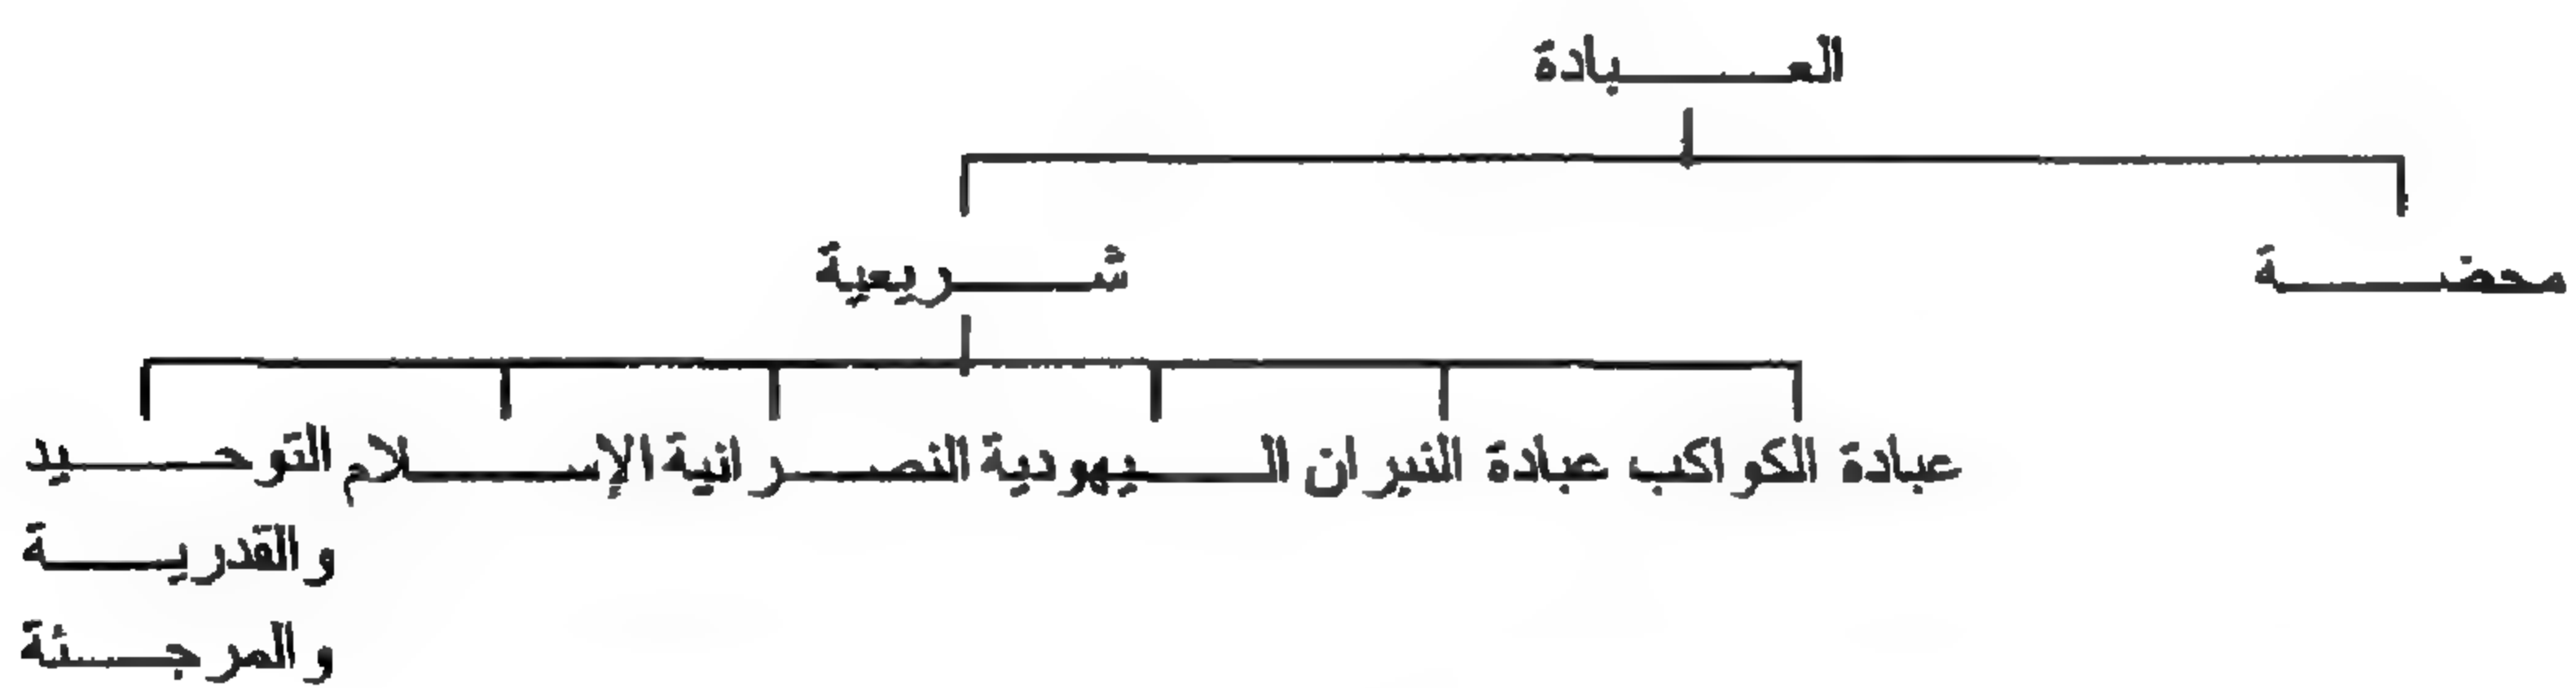 العبادة
محضة شريعية
عبادة الكواكب عبادة النيران اليهودية النصرانية الإسلام التوحيد
والقدرية
والمرجئة